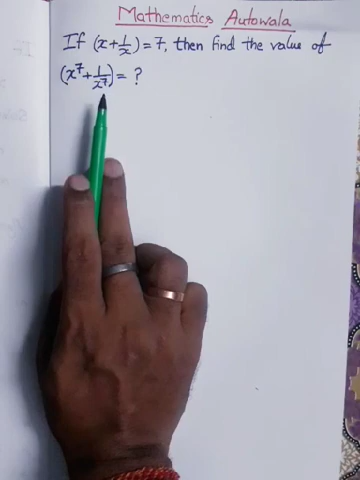 Mathematics Autowala
If (x + 1/x) = 7, then find the value of
(x⁷ + 1/x⁷) = ?